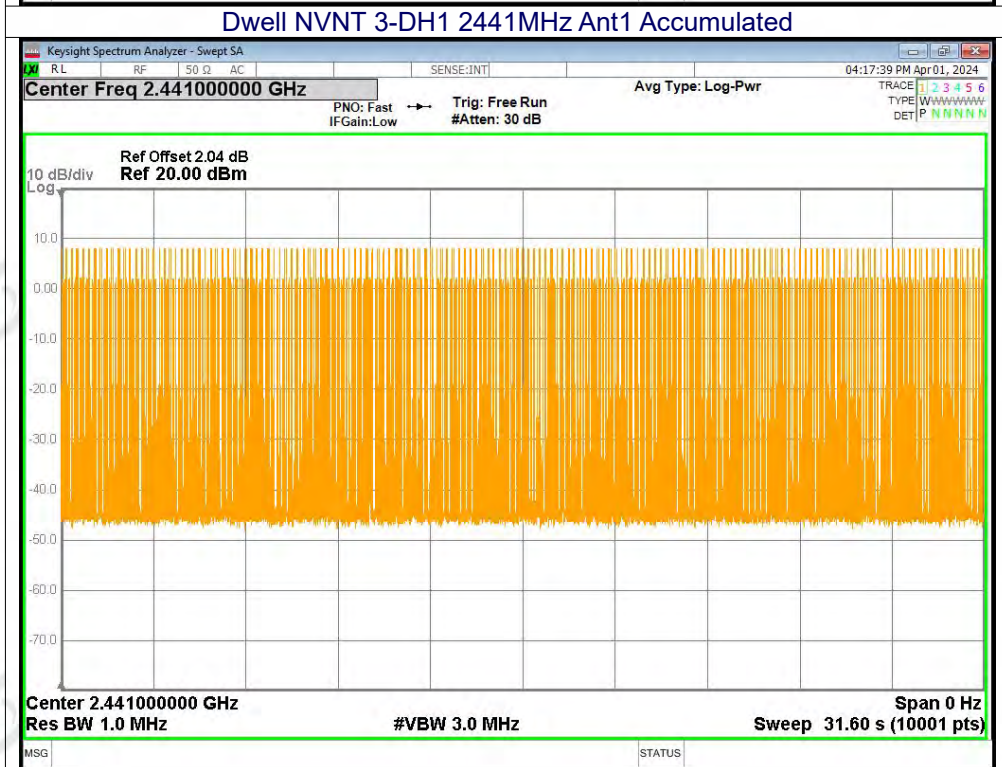 Dwell NVNT 3-DH1 2441MHz Ant1 Accumulated
Keysight Spectrum Analyzer - Swept SA
LXI RL RF 50 Ω AC SENSE:INT 04:17:39 PM Apr 01, 2024
Center Freq 2.441000000 GHz Avg Type: Log-Pwr TRACE 1 2 3 4 5 6
PNO: Fast Trig: Free Run TYPE WWWWWWW
IFGain:Low #Atten: 30 dB DET P N N N N N
Ref Offset 2.04 dB
10 dB/div Ref 20.00 dBm
Log
10.0
0.00
-10.0
-20.0
-30.0
-40.0
-50.0
-60.0
-70.0
Center 2.441000000 GHz Span 0 Hz
Res BW 1.0 MHz #VBW 3.0 MHz Sweep 31.60 s (10001 pts)
MSG STATUS